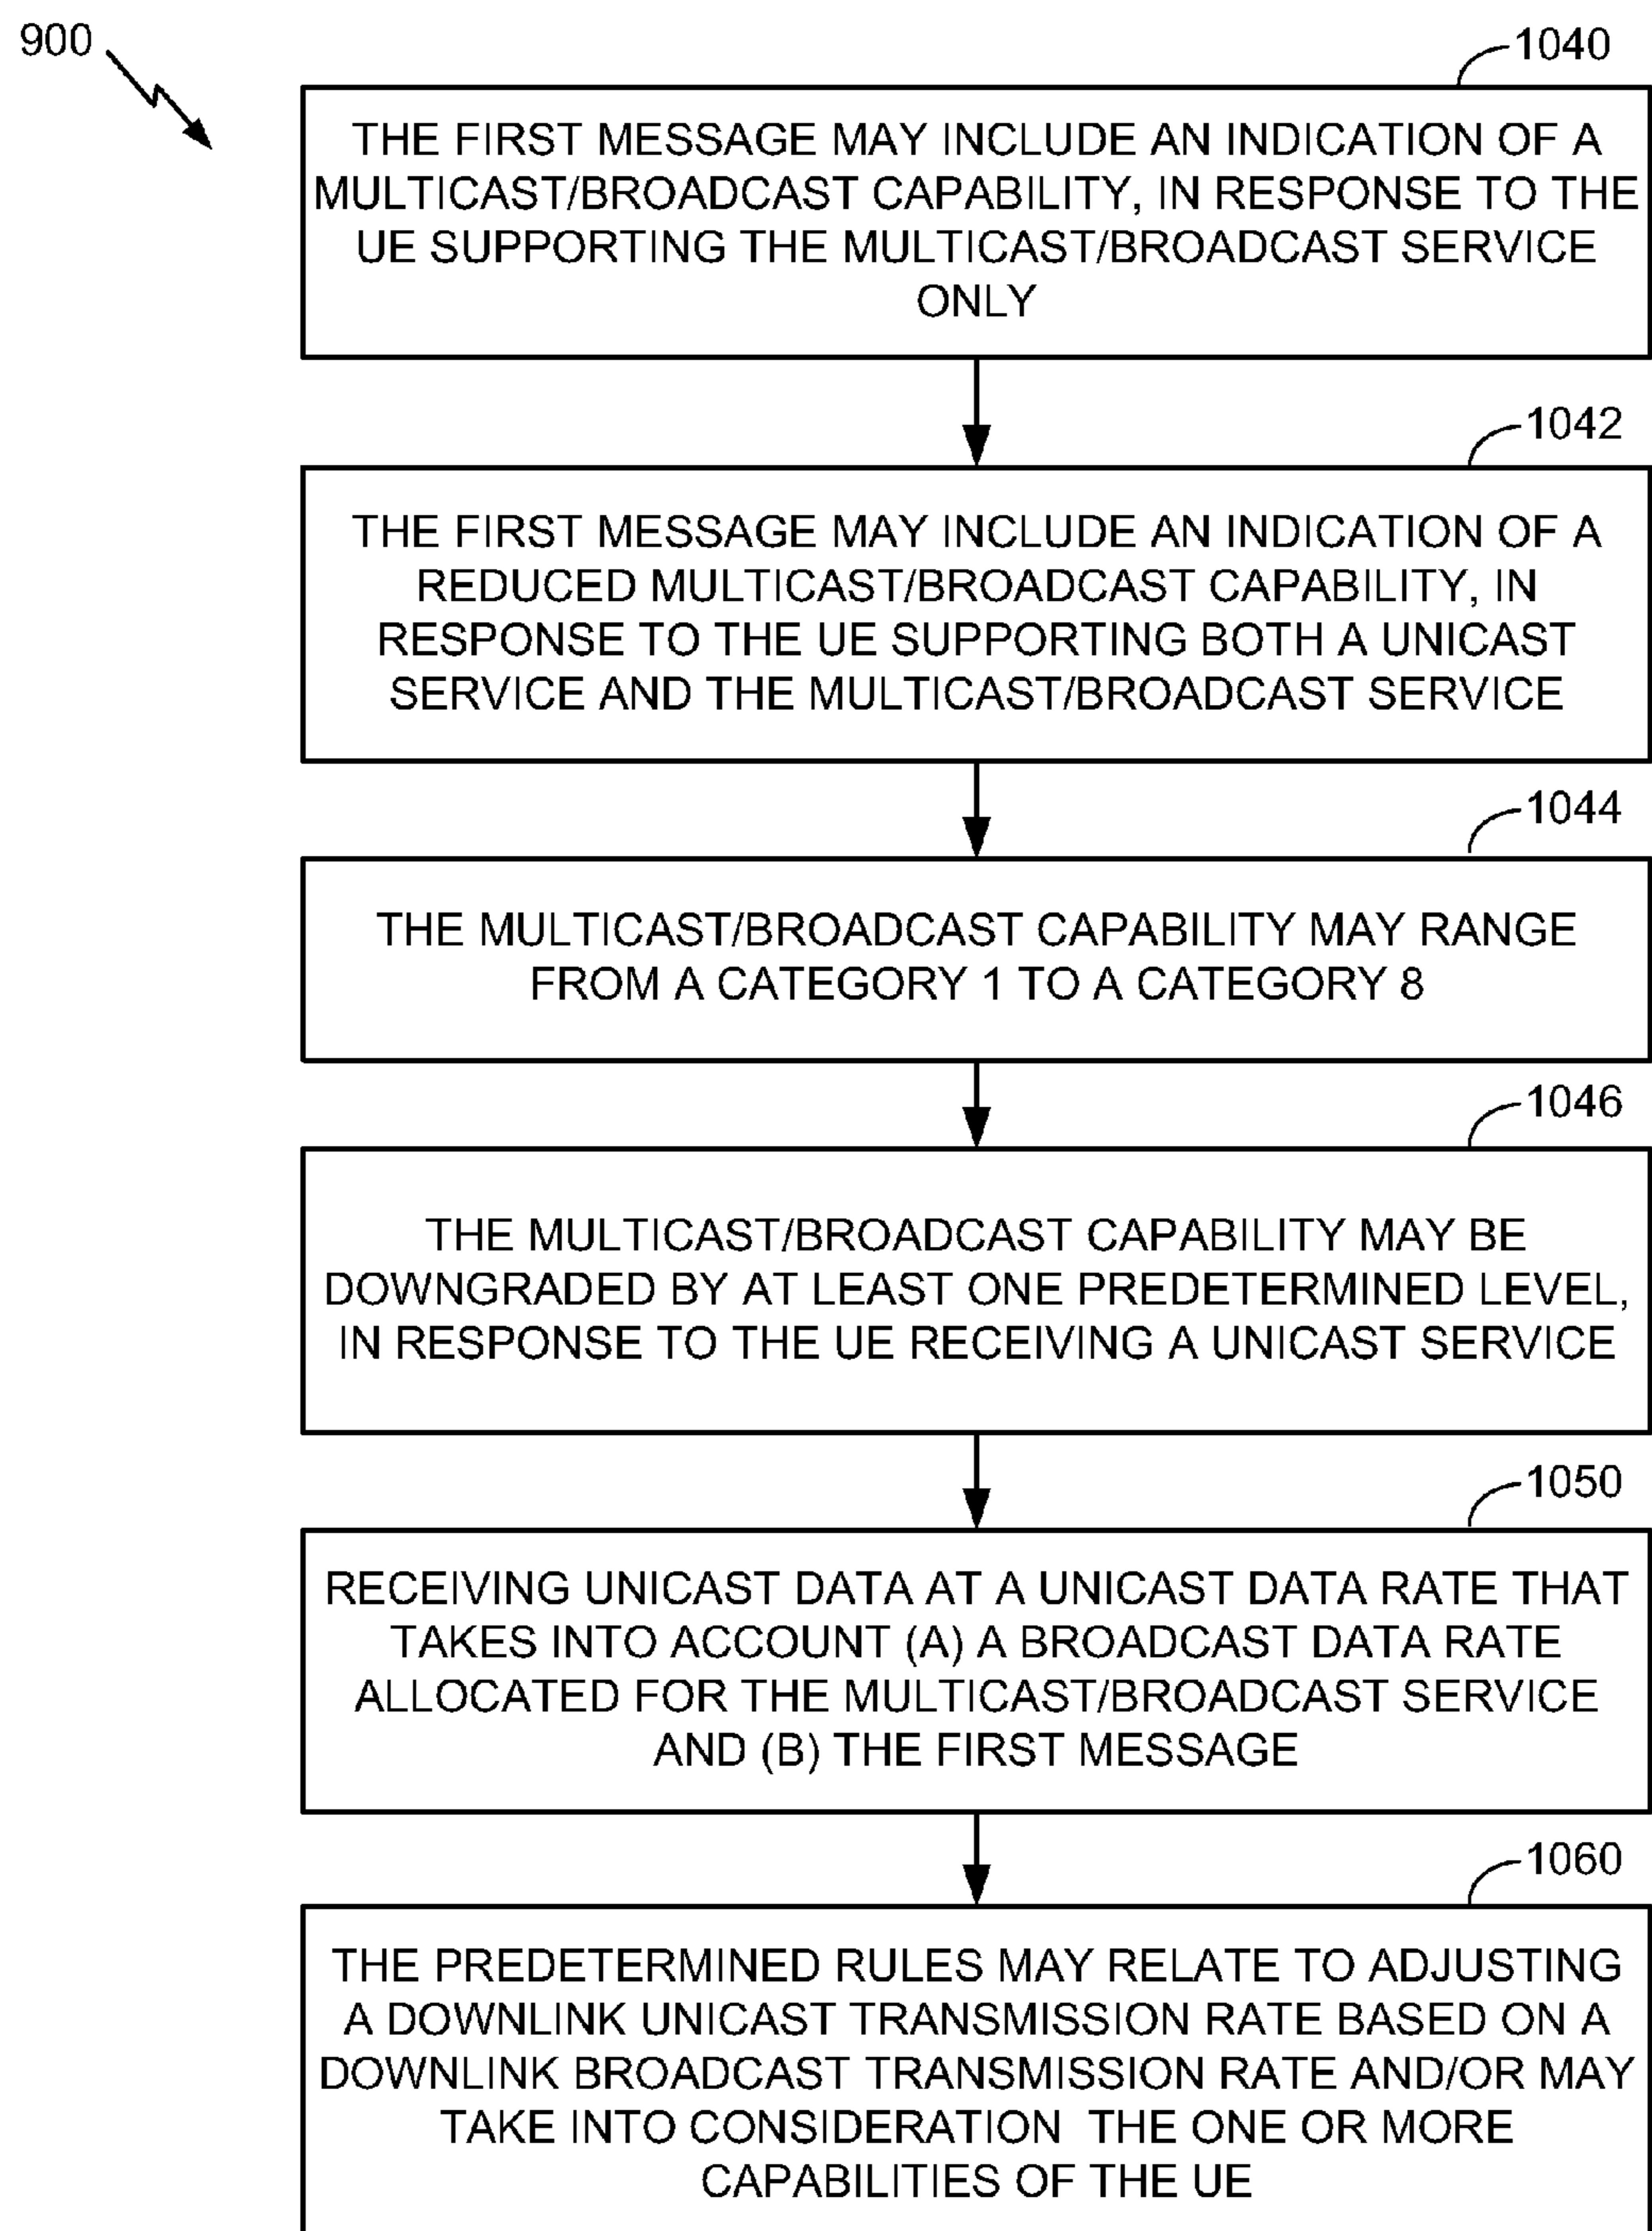 900
1040
THE FIRST MESSAGE MAY INCLUDE AN INDICATION OF A
MULTICAST/BROADCAST CAPABILITY, IN RESPONSE TO THE
UE SUPPORTING THE MULTICAST/BROADCAST SERVICE
ONLY
1042
THE FIRST MESSAGE MAY INCLUDE AN INDICATION OF A
REDUCED MULTICAST/BROADCAST CAPABILITY, IN
RESPONSE TO THE UE SUPPORTING BOTH A UNICAST
SERVICE AND THE MULTICAST/BROADCAST SERVICE
1044
THE MULTICAST/BROADCAST CAPABILITY MAY RANGE
FROM A CATEGORY 1 TO A CATEGORY 8
1046
THE MULTICAST/BROADCAST CAPABILITY MAY BE
DOWNGRADED BY AT LEAST ONE PREDETERMINED LEVEL,
IN RESPONSE TO THE UE RECEIVING A UNICAST SERVICE
1050
RECEIVING UNICAST DATA AT A UNICAST DATA RATE THAT
TAKES INTO ACCOUNT (A) A BROADCAST DATA RATE
ALLOCATED FOR THE MULTICAST/BROADCAST SERVICE
AND (B) THE FIRST MESSAGE
1060
THE PREDETERMINED RULES MAY RELATE TO ADJUSTING
A DOWNLINK UNICAST TRANSMISSION RATE BASED ON A
DOWNLINK BROADCAST TRANSMISSION RATE AND/OR MAY
TAKE INTO CONSIDERATION THE ONE OR MORE
CAPABILITIES OF THE UE